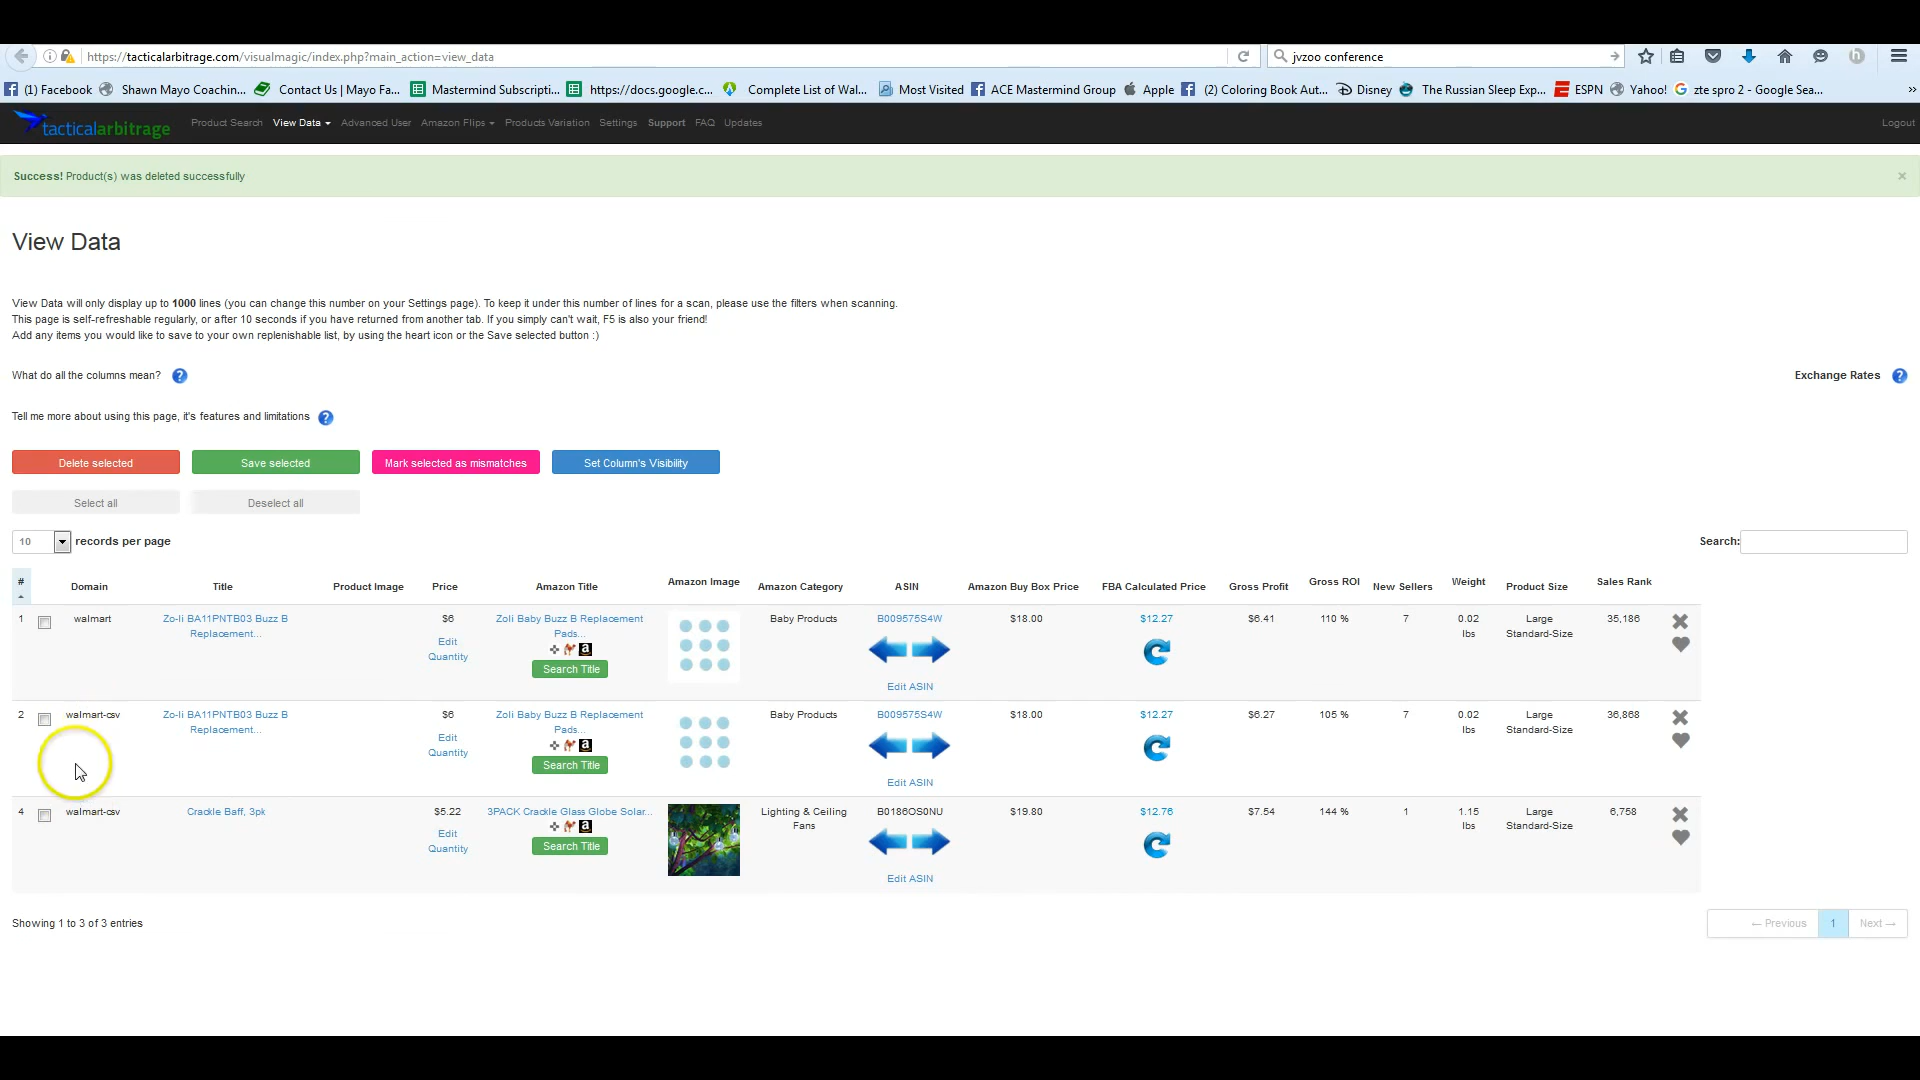 https://tacticalarbitrage.com/visualmagic/index.php?main_action=view_data
jvzoo conference
(1) Facebook Shawn Mayo Coachin... Contact Us | Mayo Fa... Mastermind Subscripti... https://docs.google.c... Complete List of Wal... Most Visited ACE Mastermind Group Apple (2) Coloring Book Aut... Disney The Russian Sleep Exp... ESPN Yahoo! zte spro 2 - Google Sea... »
tacticalarbitrage Product Search View Data Advanced User Amazon Flips Products Variation Settings Support FAQ Updates Logout
Success! Product(s) was deleted successfully ×
View Data
View Data will only display up to 1000 lines (you can change this number on your Settings page). To keep it under this number of lines for a scan, please use the filters when scanning.
This page is self-refreshable regularly, or after 10 seconds if you have returned from another tab. If you simply can't wait, F5 is also your friend!
Add any items you would like to save to your own replenishable list, by using the heart icon or the Save selected button :)
What do all the columns mean? ? Exchange Rates ?
Tell me more about using this page, it's features and limitations ?
Delete selected Save selected Mark selected as mismatches Set Column's Visibility
Select all Deselect all
10 records per page Search:
# Domain Title Product Image Price Amazon Title Amazon Image Amazon Category ASIN Amazon Buy Box Price FBA Calculated Price Gross Profit Gross ROI New Sellers Weight Product Size Sales Rank
1 walmart Zo-li BA11PNTB03 Buzz B $6 Zoli Baby Buzz B Replacement Baby Products B009575S4W $18.00 $12.27 $6.41 110 % 7 0.02 Large 35,186
Replacement... Pads... lbs Standard-Size
Edit
Quantity a
Search Title
Edit ASIN
2 walmart-csv Zo-li BA11PNTB03 Buzz B $6 Zoli Baby Buzz B Replacement Baby Products B009575S4W $18.00 $12.27 $6.27 105 % 7 0.02 Large 36,868
Replacement... Pads... lbs Standard-Size
Edit
Quantity a
Search Title
Edit ASIN
4 walmart-csv Crackle Baff, 3pk $5.22 3PACK Crackle Glass Globe Solar... Lighting & Ceiling B0186OS0NU $19.80 $12.76 $7.54 144 % 1 1.15 Large 6,758
a Fans lbs Standard-Size
Edit
Quantity Search Title
Edit ASIN
Showing 1 to 3 of 3 entries ← Previous 1 Next →